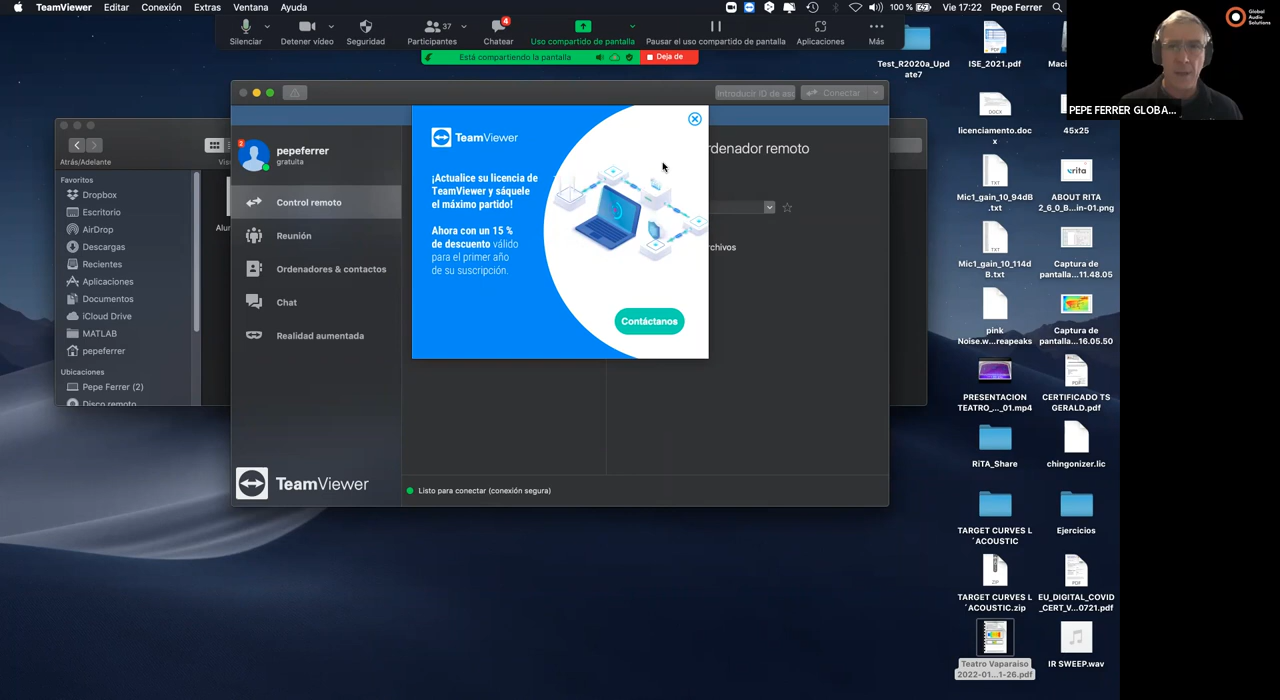 TeamViewer Editar Conexión Extras Ventana Ayuda
100 % Vie 17:22 Pepe Ferrer
Silenciar
Detener vídeo
Seguridad
37
Participantes
4
Chatear
Uso compartido de pantalla
Pausar el uso compartido de pantalla
Aplicaciones
Más
Está compartiendo la pantalla
Deja de
Global
Audio
Solutions
PEPE FERRER GLOBA...
Atrás/Adelante
Favoritos
Dropbox
Escritorio
AirDrop
Descargas
Recientes
Aplicaciones
Documentos
iCloud Drive
MATLAB
pepeferrer
Ubicaciones
Pepe Ferrer (2)
Disco remoto
Introducir ID de aso
Conectar
2
pepeferrer
gratuita
Control remoto
Reunión
Ordenadores & contactos
Chat
Realidad aumentada
TeamViewer
rdenador remoto
rchivos
Listo para conectar (conexión segura)
TeamViewer
¡Actualice su licencia de
TeamViewer y sáquele
el máximo partido!
Ahora con un 15 %
de descuento válido
para el primer año
de su suscripción.
Contáctanos
Test_R2020a_Upd
ate7
ISE_2021.pdf
licenciamento.doc
x
45x25
Mic1_gain_10_94dB
.txt
ABOUT RITA
2_6_0_B...in-01.png
Mic1_gain_10_114d
B.txt
Captura de
pantalla...11.48.05
pink
Noise.w...reapeaks
Captura de
pantalla...16.05.50
PRESENTACION
TEATRO_..._01.mp4
CERTIFICADO TS
GERALD.pdf
RiTA_Share
chingonizer.lic
TARGET CURVES L
´ACOUSTIC
Ejercicios
TARGET CURVES L
´ACOUSTIC.zip
EU_DIGITAL_COVID
_CERT_V...0721.pdf
Teatro Vaparaiso
2022-01...1-26.pdf
IR SWEEP.wav